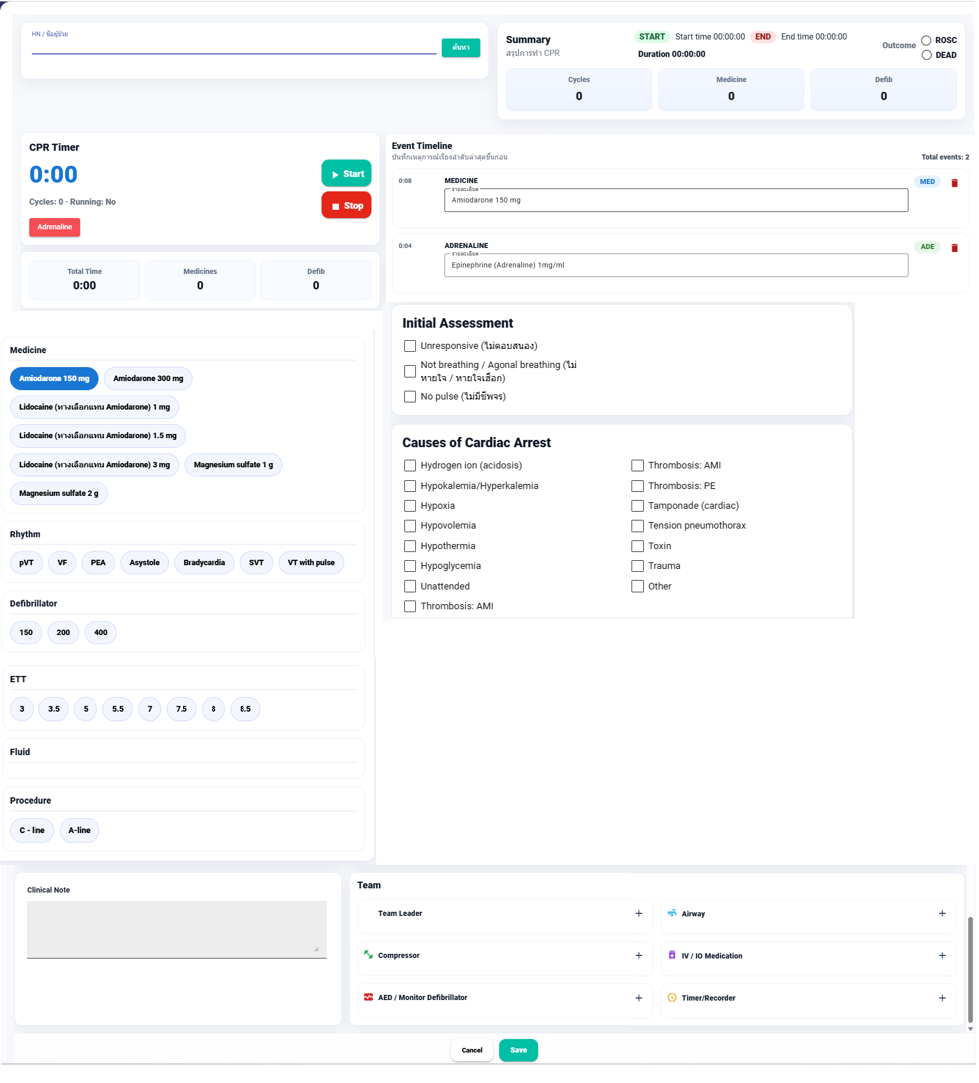 HN / ชื่อผู้ป่วย
ค้นหา
Summary
สรุปการทำ CPR
START Start time 00:00:00 END End time 00:00:00
Duration 00:00:00
Outcome
ROSC
DEAD
Cycles
0
Medicine
0
Defib
0
CPR Timer
0:00
Cycles: 0 · Running: No
Start
Stop
Adrenaline
Total Time
0:00
Medicines
0
Defib
0
Event Timeline
บันทึกเหตุการณ์เรียงลำดับล่าสุดขึ้นก่อน
Total events: 2
0:08
MEDICINE
MED
รายละเอียด
Amiodarone 150 mg
0:04
ADRENALINE
ADE
รายละเอียด
Epinephrine (Adrenaline) 1mg/ml
Initial Assessment
Unresponsive (ไม่ตอบสนอง)
Not breathing / Agonal breathing (ไม่
หายใจ / หายใจเฮือก)
No pulse (ไม่มีชีพจร)
Causes of Cardiac Arrest
Hydrogen ion (acidosis)
Hypokalemia/Hyperkalemia
Hypoxia
Hypovolemia
Hypothermia
Hypoglycemia
Unattended
Thrombosis: AMI
Thrombosis: AMI
Thrombosis: PE
Tamponade (cardiac)
Tension pneumothorax
Toxin
Trauma
Other
Medicine
Amiodarone 150 mg Amiodarone 300 mg
Lidocaine (ทางเลือกแทน Amiodarone) 1 mg
Lidocaine (ทางเลือกแทน Amiodarone) 1.5 mg
Lidocaine (ทางเลือกแทน Amiodarone) 3 mg Magnesium sulfate 1 g
Magnesium sulfate 2 g
Rhythm
pVT VF PEA Asystole Bradycardia SVT VT with pulse
Defibrillator
150 200 400
ETT
3 3.5 5 5.5 7 7.5 8 8.5
Fluid
Procedure
C - line A-line
Clinical Note
Team
Team Leader +
Airway +
Compressor +
IV / IO Medication +
AED / Monitor Defibrillator +
Timer/Recorder +
Cancel Save